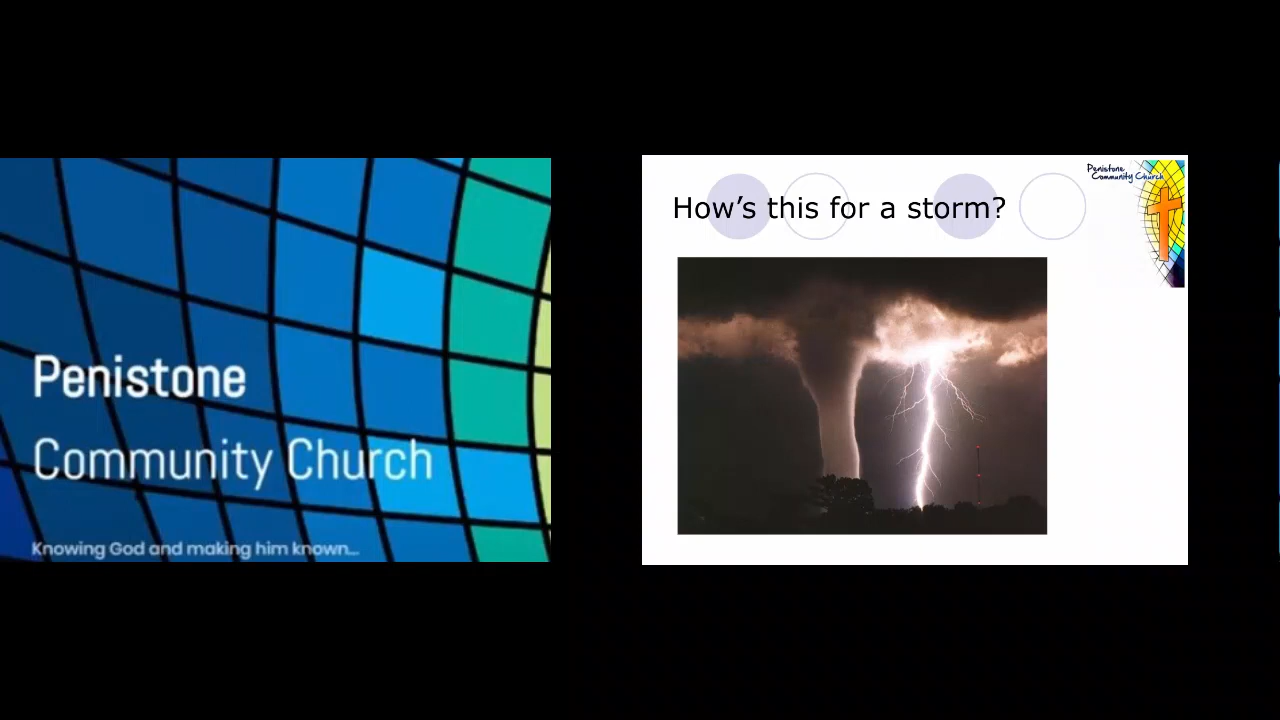 Penistone
Community Church
Knowing God and making him known...
How's this for a storm?
Penistone
Community Church